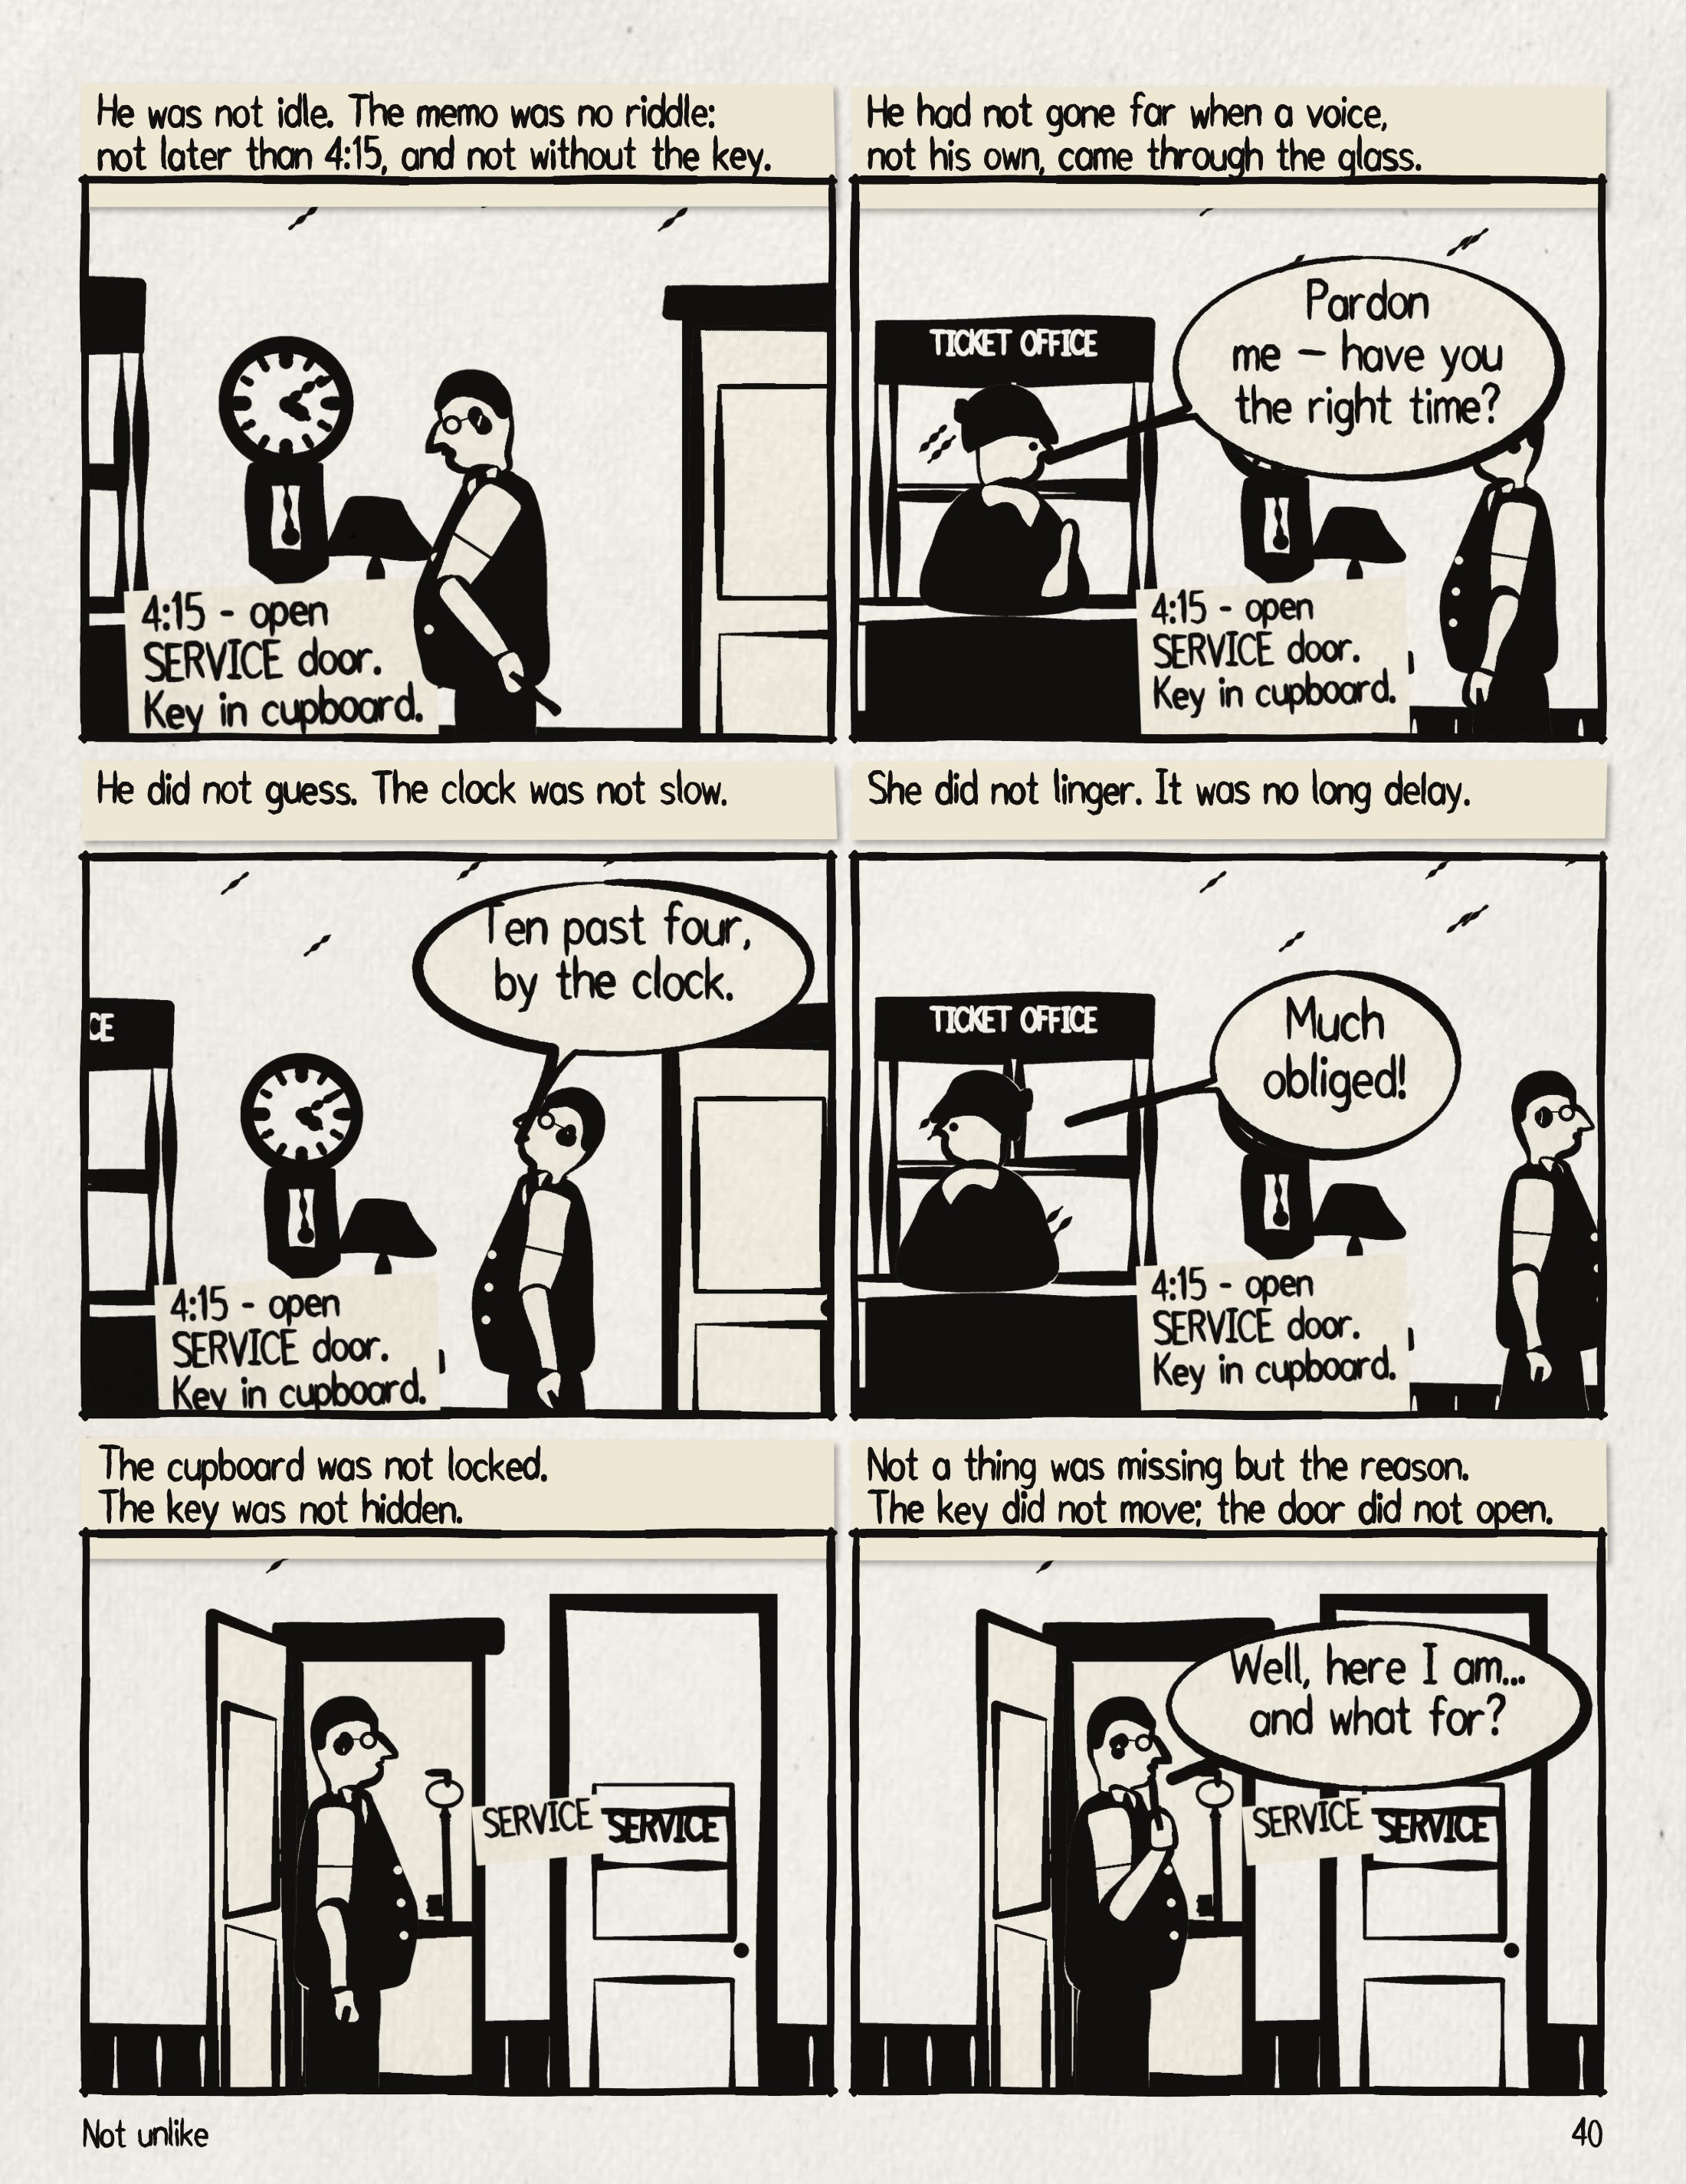 He was not idle. The memo was no riddle:
not later than 4:15, and not without the key.
4:15 - open
SERVICE door.
Key in cupboard.
He had not gone far when a voice,
not his own, came through the glass.
TICKET OFFICE
Pardon
me – have you
the right time?
4:15 - open
SERVICE door.
Key in cupboard.
He did not guess. The clock was not slow.
Ten past four,
by the clock.
CE
4:15 - open
SERVICE door.
Key in cupboard.
She did not linger. It was no long delay.
TICKET OFFICE
Much
obliged!
4:15 - open
SERVICE door.
Key in cupboard.
The cupboard was not locked.
The key was not hidden.
SERVICE
SERVICE
Not a thing was missing but the reason.
The key did not move; the door did not open.
Well, here I am...
and what for?
SERVICE
SERVICE
Not unlike
40